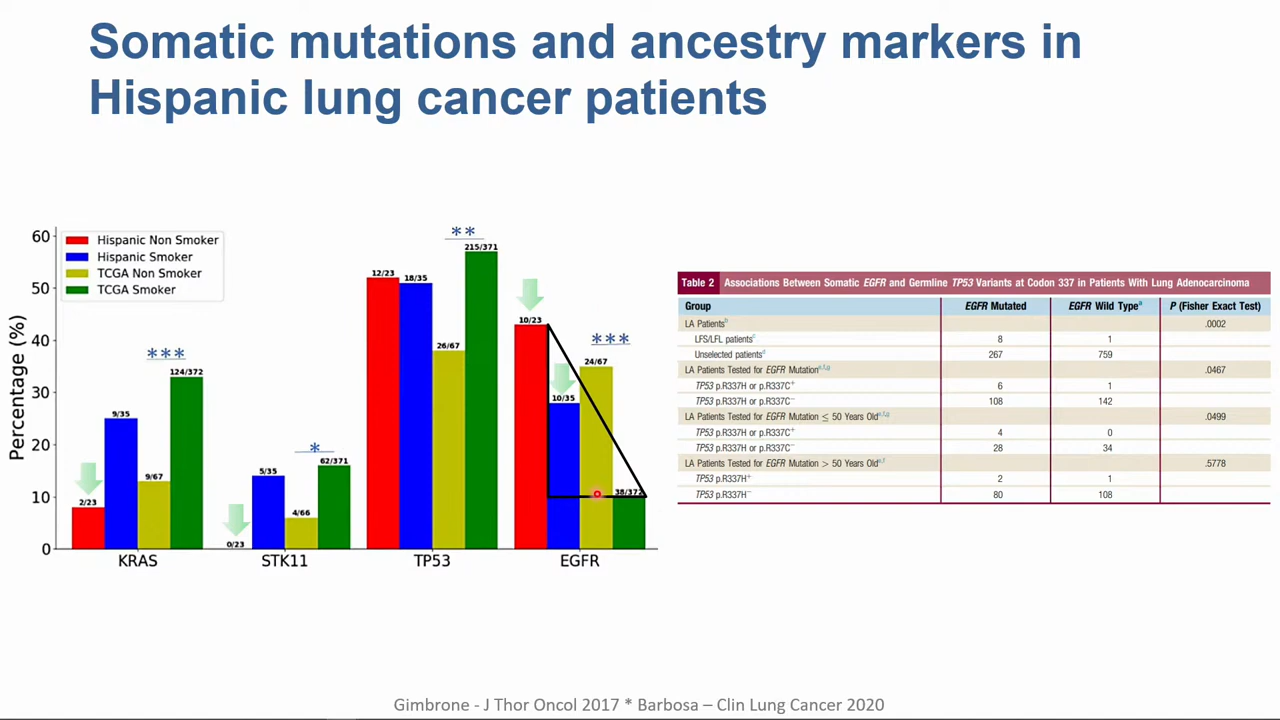 Somatic mutations and ancestry markers in
Hispanic lung cancer patients
Percentage (%)
60
50
40
30
20
10
0
Hispanic Non Smoker
Hispanic Smoker
TCGA Non Smoker
TCGA Smoker
***
124/372
9/35
9/67
2/23
*
62/371
5/35
4/66
0/23
**
215/371
12/23
18/35
26/67
10/23
***
24/67
10/35
38/372
KRAS STK11 TP53 EGFR
Table 2 Associations Between Somatic EGFR and Germline TP53 Variants at Codon 337 in Patients With Lung Adenocarcinoma
Group EGFR Mutated EGFR Wild Typeᵃ P (Fisher Exact Test)
LA Patientsᵇ .0002
LFS/LFL patientsᶜ 8 1
Unselected patientsᵈ 267 759
LA Patients Tested for EGFR Mutation .0467
TP53 p.R337H or p.R337C⁺ 6 1
TP53 p.R337H or p.R337C⁻ 108 142
LA Patients Tested for EGFR Mutation ≤ 50 Years Old .0499
TP53 p.R337H or p.R337C⁺ 4 0
TP53 p.R337H or p.R337C⁻ 28 34
LA Patients Tested for EGFR Mutation > 50 Years Old .5778
TP53 p.R337H⁺ 2 1
TP53 p.R337H⁻ 80 108
Gimbrone - J Thor Oncol 2017 * Barbosa – Clin Lung Cancer 2020